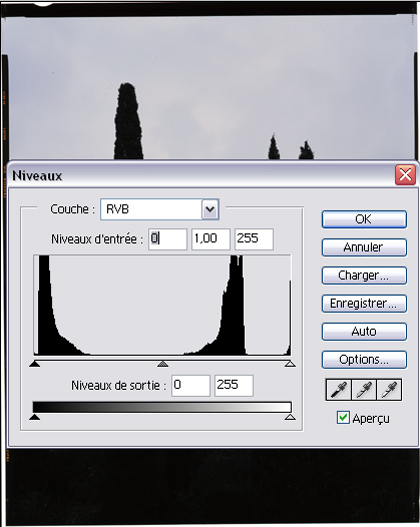 Niveaux
Couche : RVB
OK
Niveaux d'entrée : 0 1,00 255
Annuler
Charger...
Enregistrer...
Auto
Options...
Niveaux de sortie : 0 255
Aperçu